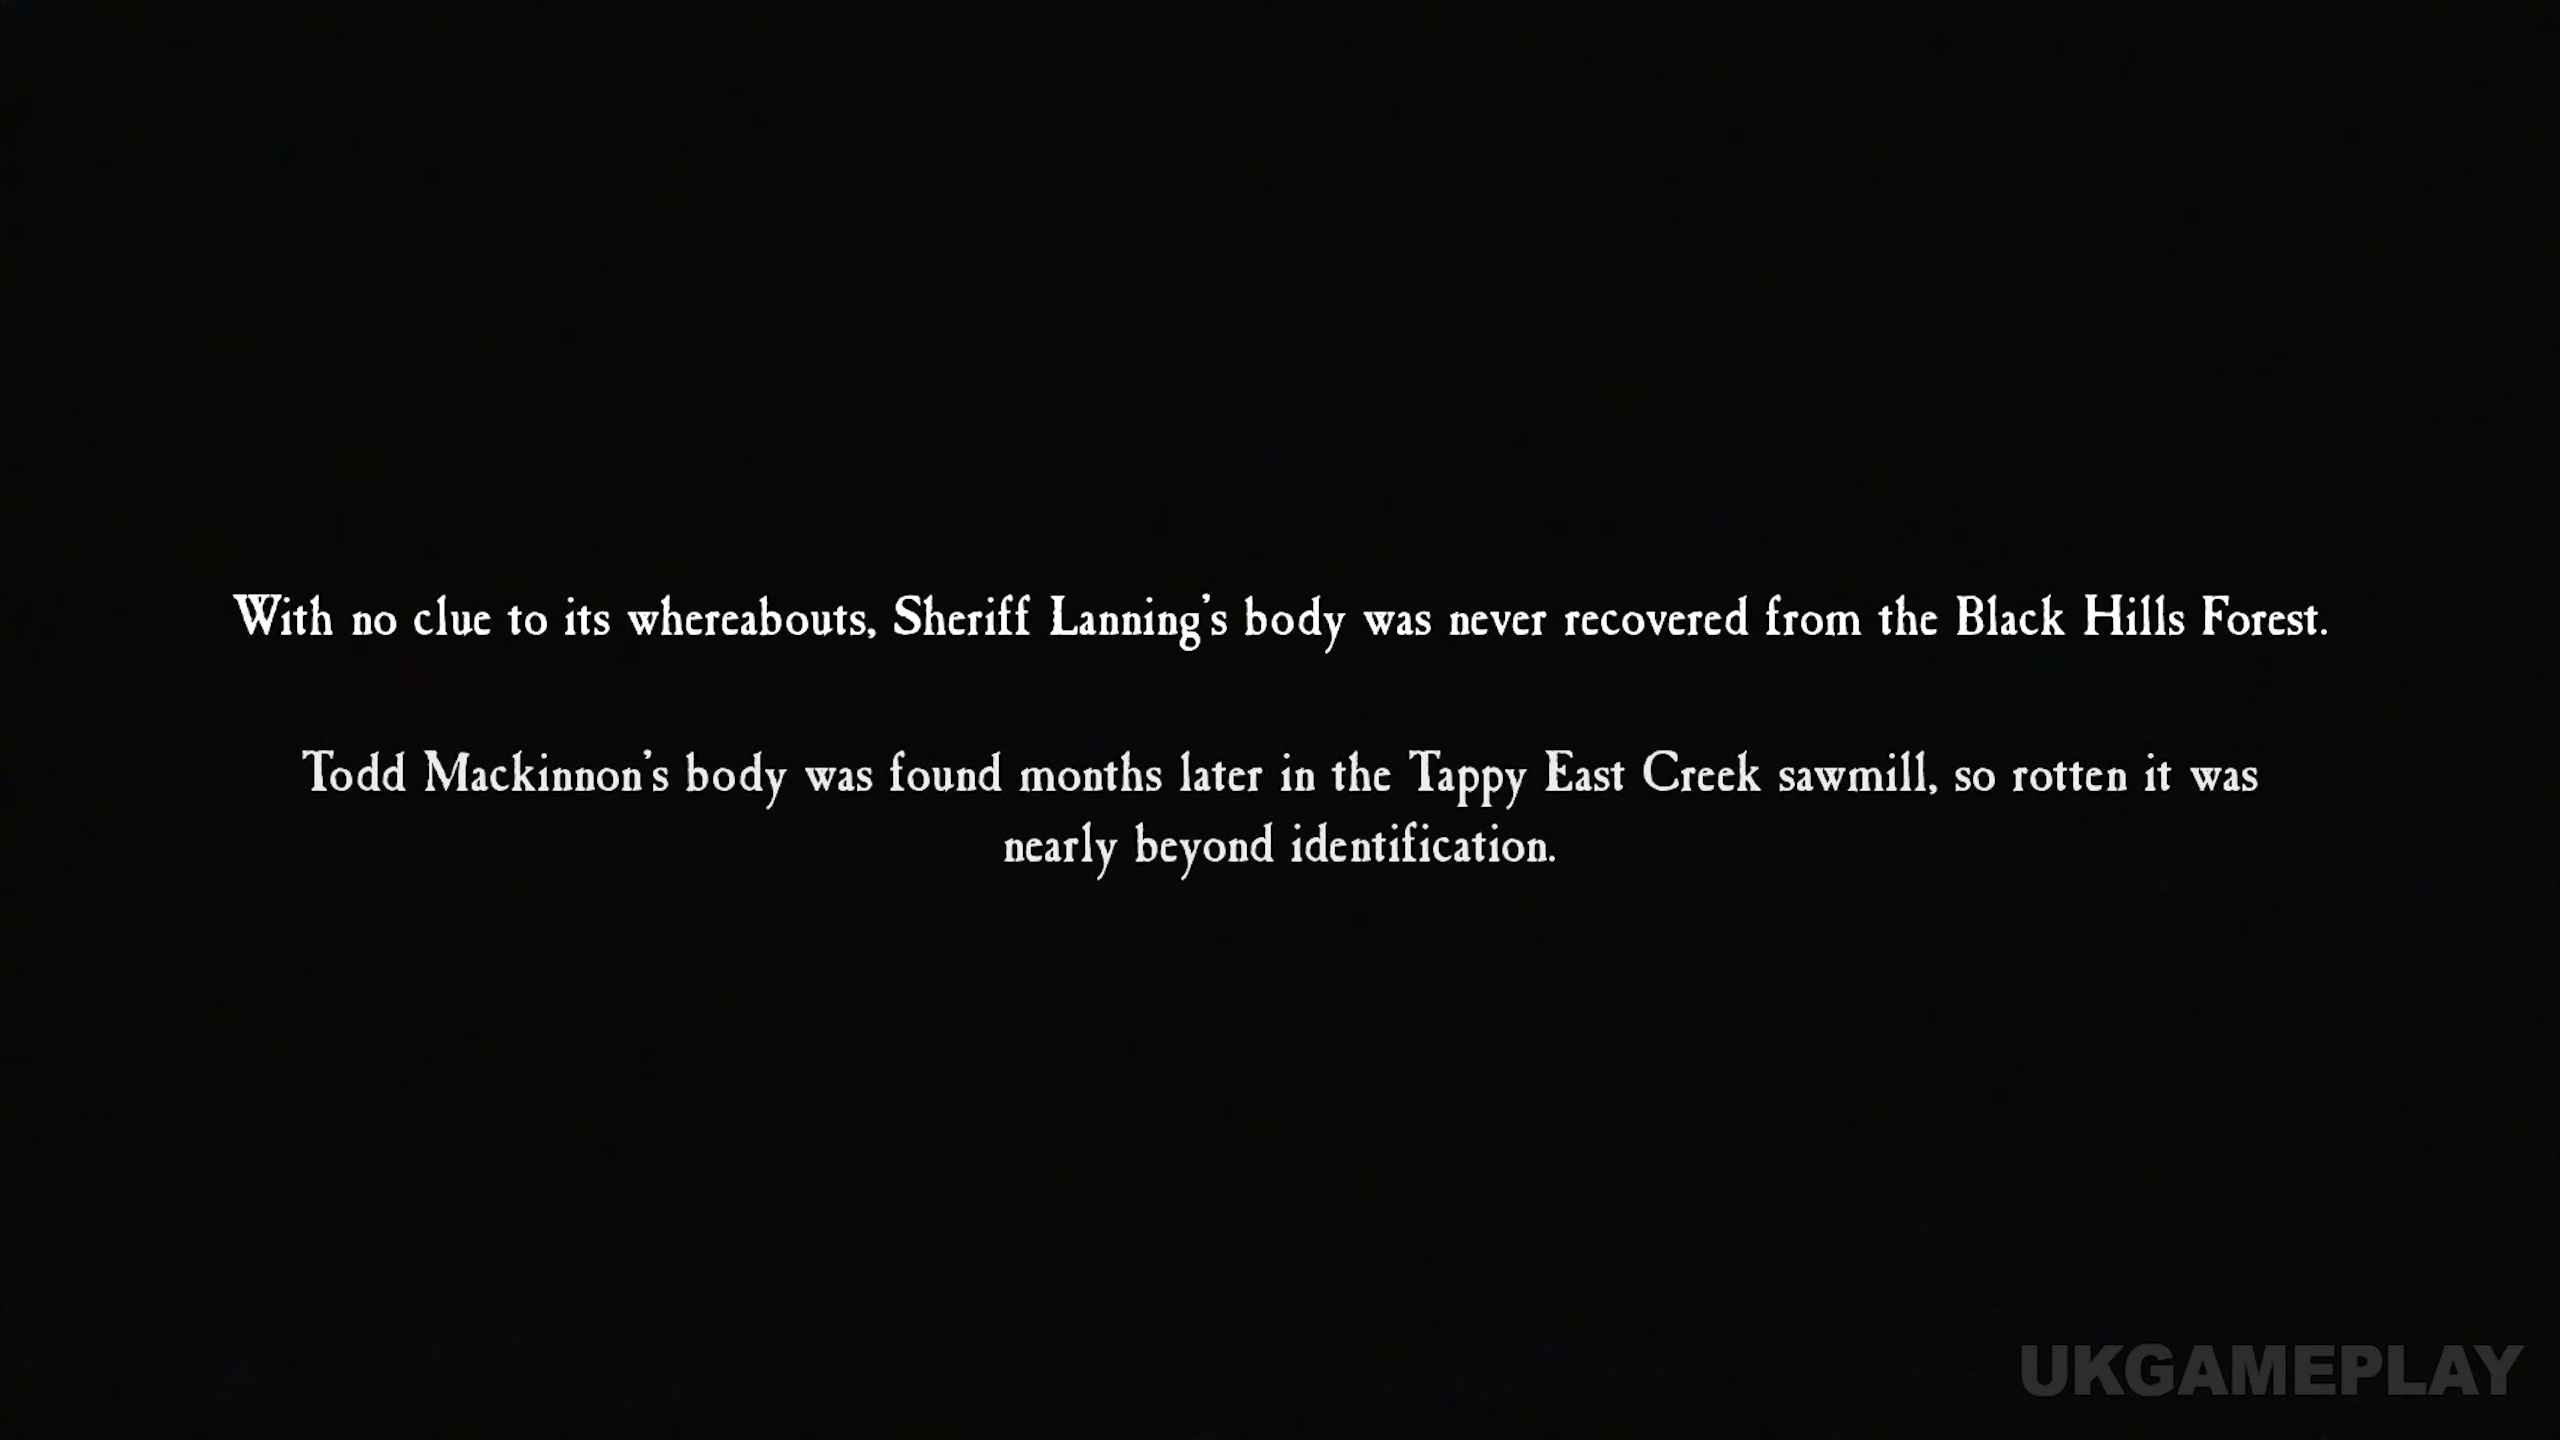 With no clue to its whereabouts, Sheriff Lanning's body was never recovered from the Black Hills Forest.
Todd Mackinnon's body was found months later in the Tappy East Creek sawmill, so rotten it was
nearly beyond identification.
UKGAMEPLAY